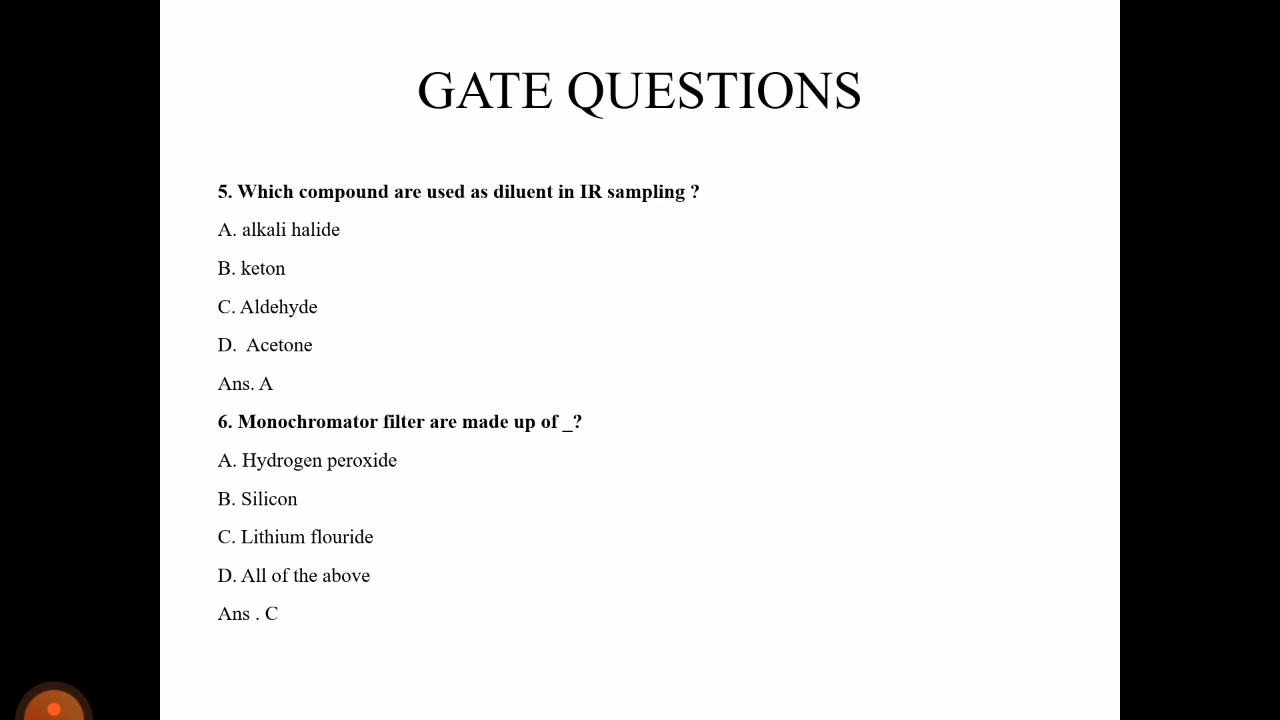 GATE QUESTIONS
5. Which compound are used as diluent in IR sampling ?
A. alkali halide
B. keton
C. Aldehyde
D.  Acetone
Ans. A
6. Monochromator filter are made up of _?
A. Hydrogen peroxide
B. Silicon
C. Lithium flouride
D. All of the above
Ans . C